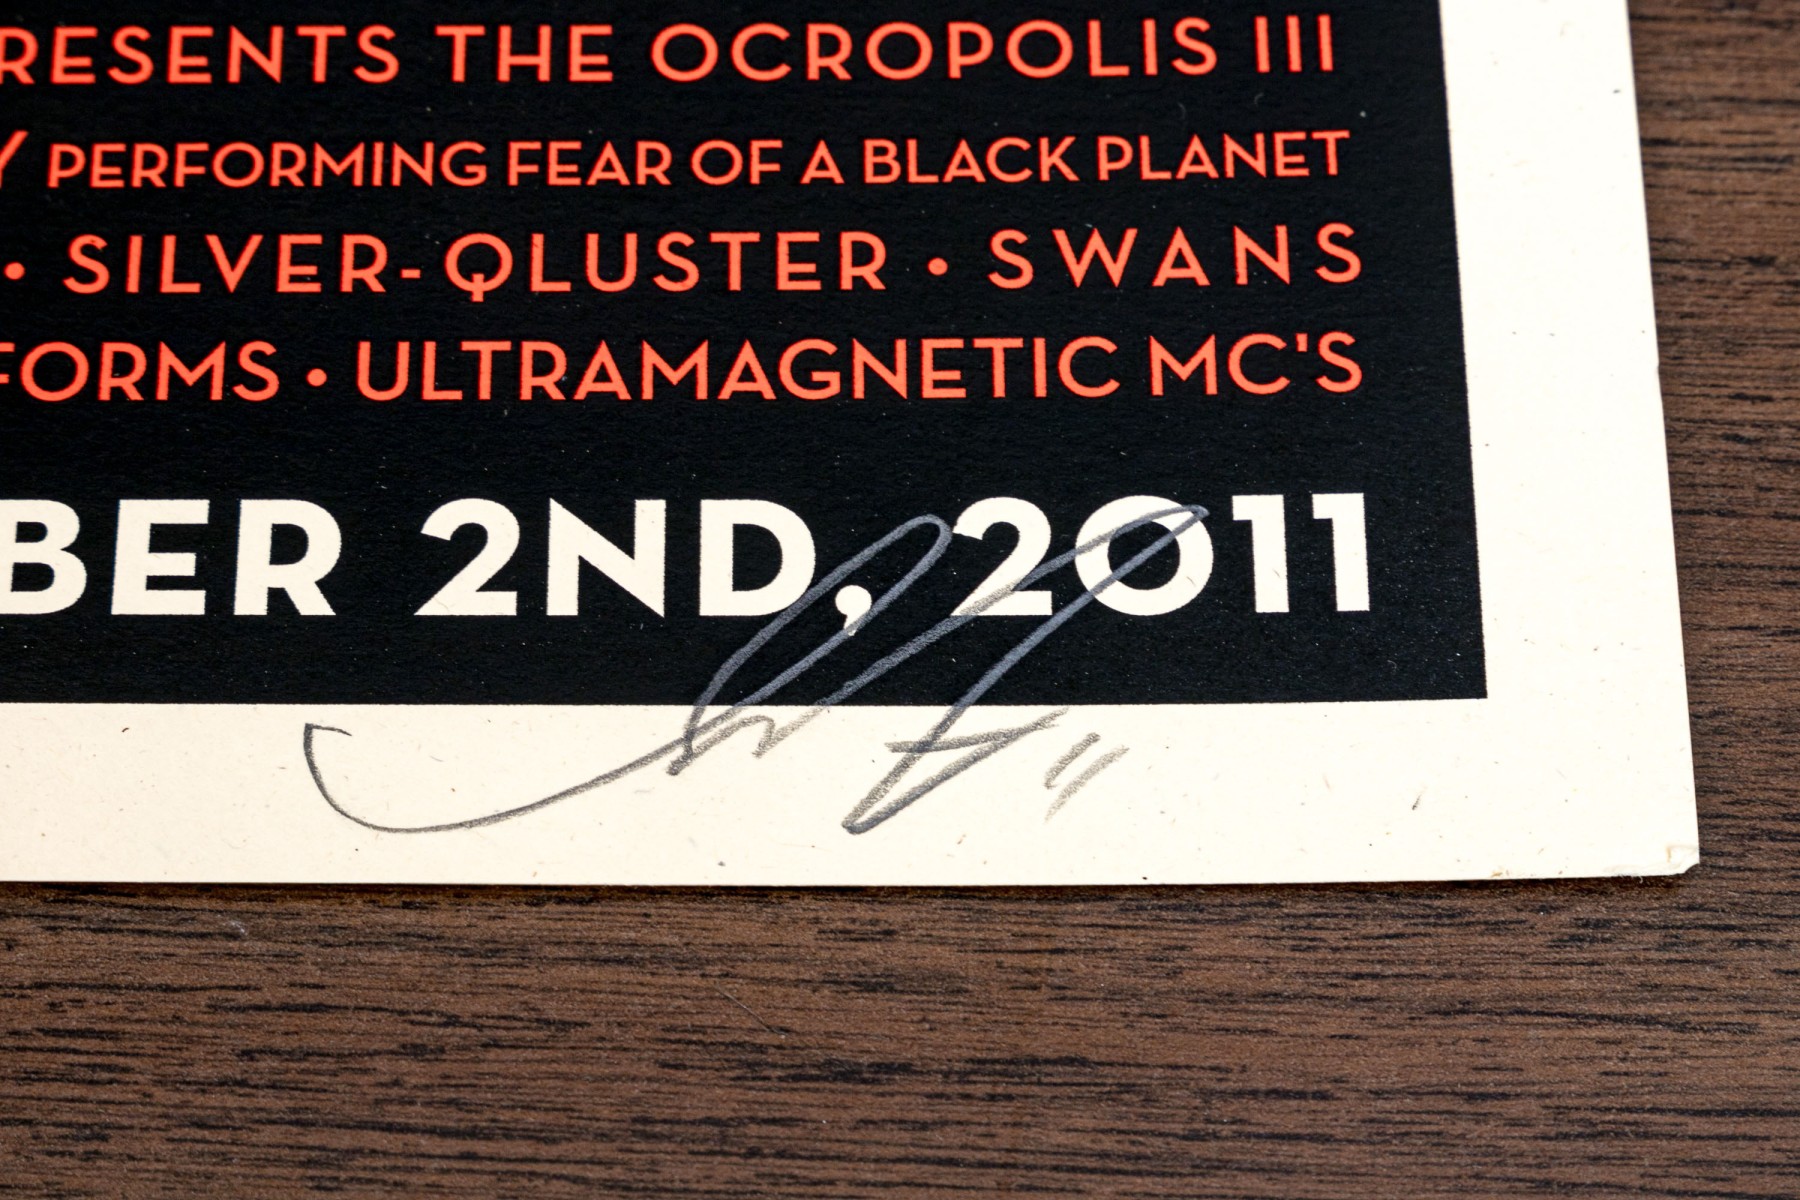 RESENTS THE OCROPOLIS III
Y PERFORMING FEAR OF A BLACK PLANET
• SILVER-QLUSTER • SWANS
FORMS • ULTRAMAGNETIC MC'S
BER 2ND, 2011